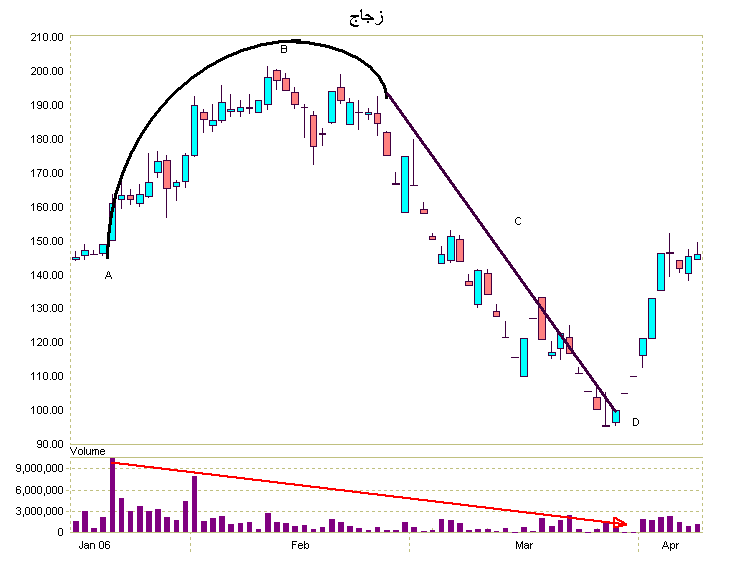 زجاج
210.00
B
200.00
190.00
180.00
170.00
160.00
C
150.00
A
140.00
130.00
120.00
110.00
100.00
D
90.00
Volume
9,000,000
6,000,000
3,000,000
0
Jan 06 Feb Mar Apr